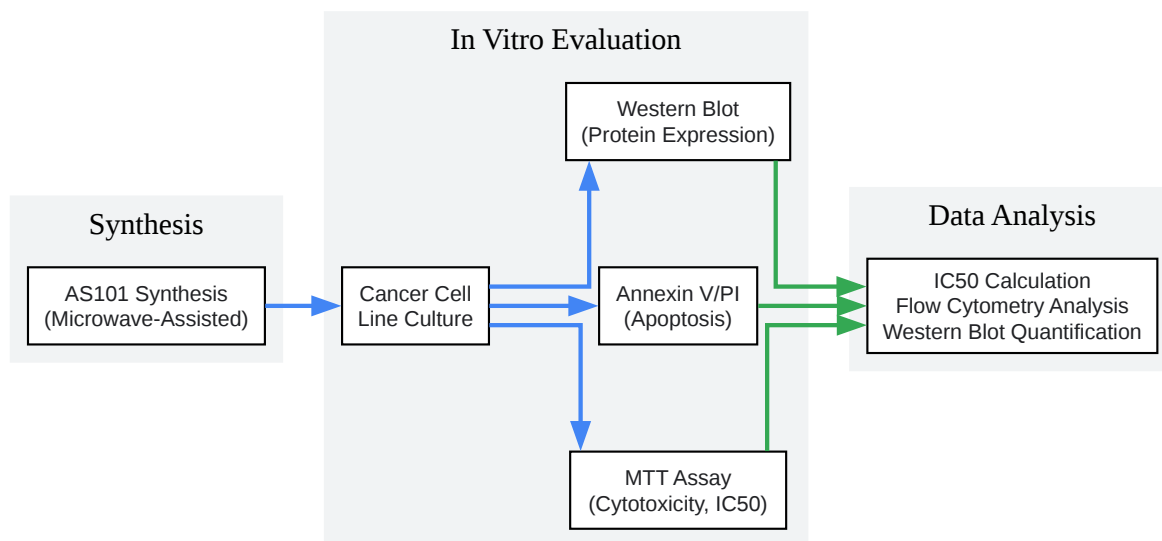 Synthesis
AS101 Synthesis
(Microwave-Assisted)
In Vitro Evaluation
Cancer Cell
Line Culture
Western Blot
(Protein Expression)
Annexin V/PI
(Apoptosis)
MTT Assay
(Cytotoxicity, IC50)
Data Analysis
IC50 Calculation
Flow Cytometry Analysis
Western Blot Quantification